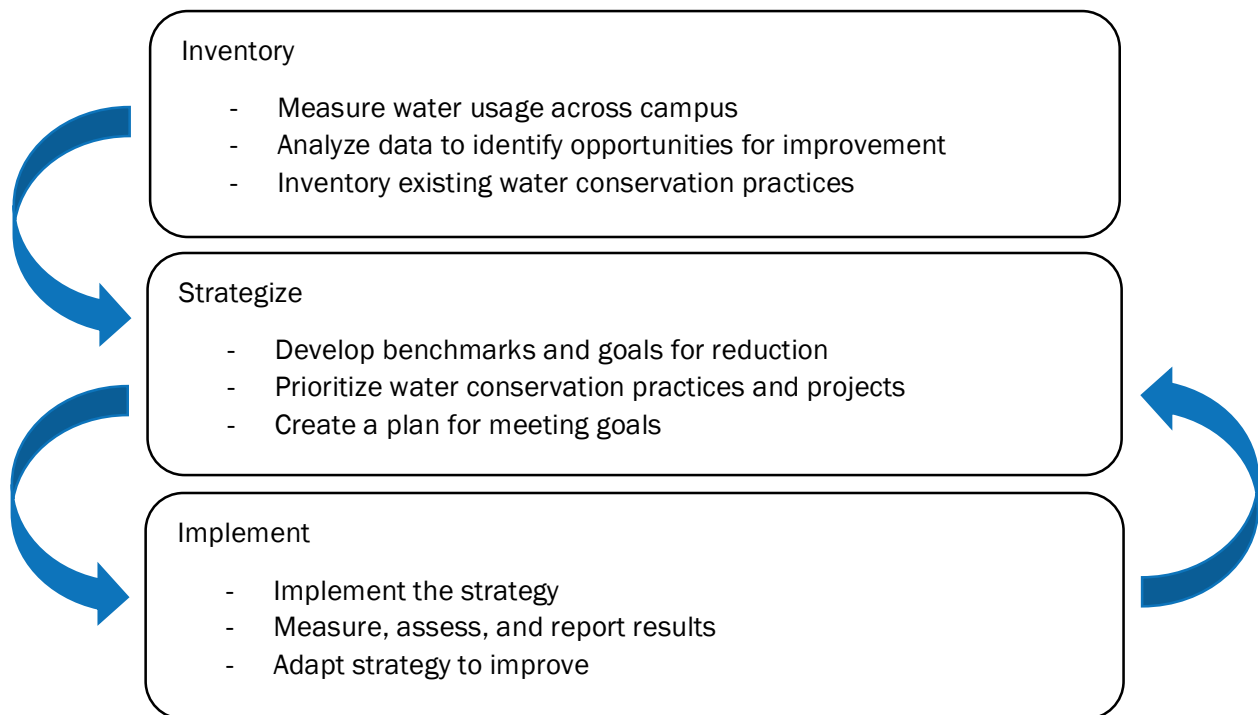 Inventory
- Measure water usage across campus
- Analyze data to identify opportunities for improvement
- Inventory existing water conservation practices
Strategize
- Develop benchmarks and goals for reduction
- Prioritize water conservation practices and projects
- Create a plan for meeting goals
Implement
- Implement the strategy
- Measure, assess, and report results
- Adapt strategy to improve